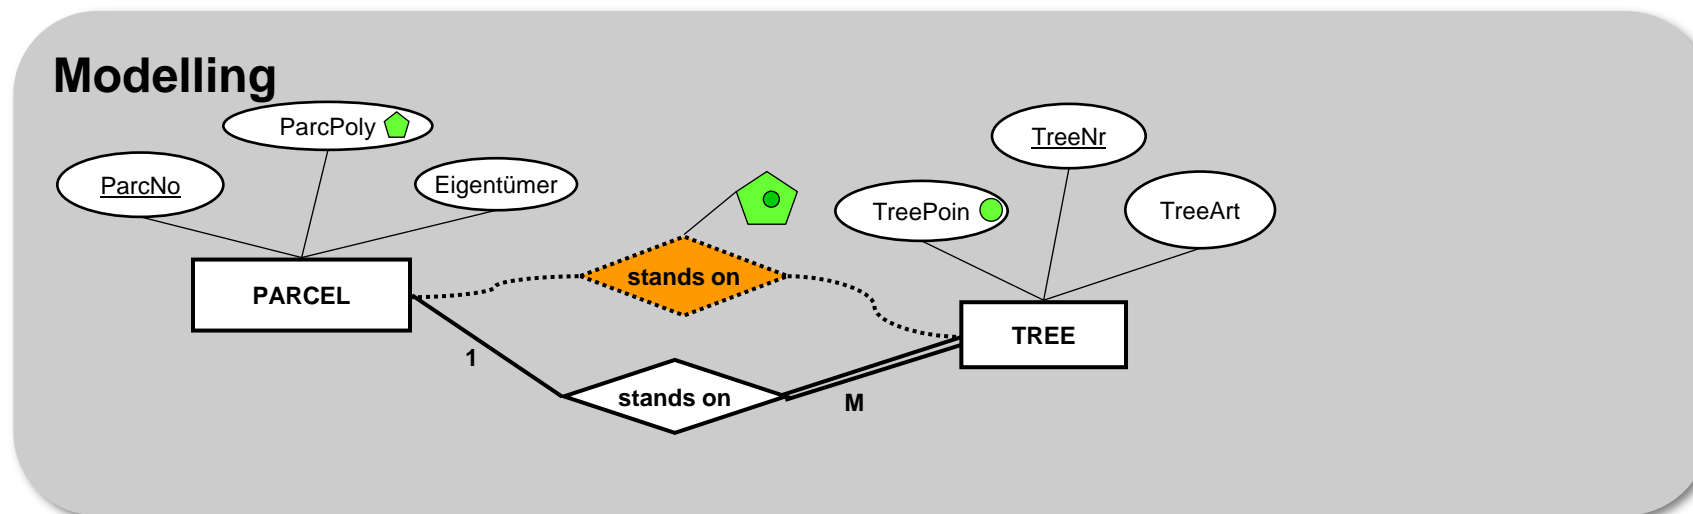 Modelling
ParcPoly
ParcNo
Eigentümer
TreeNr
TreePoin
TreeArt
stands on
PARCEL
TREE
1
stands on
M